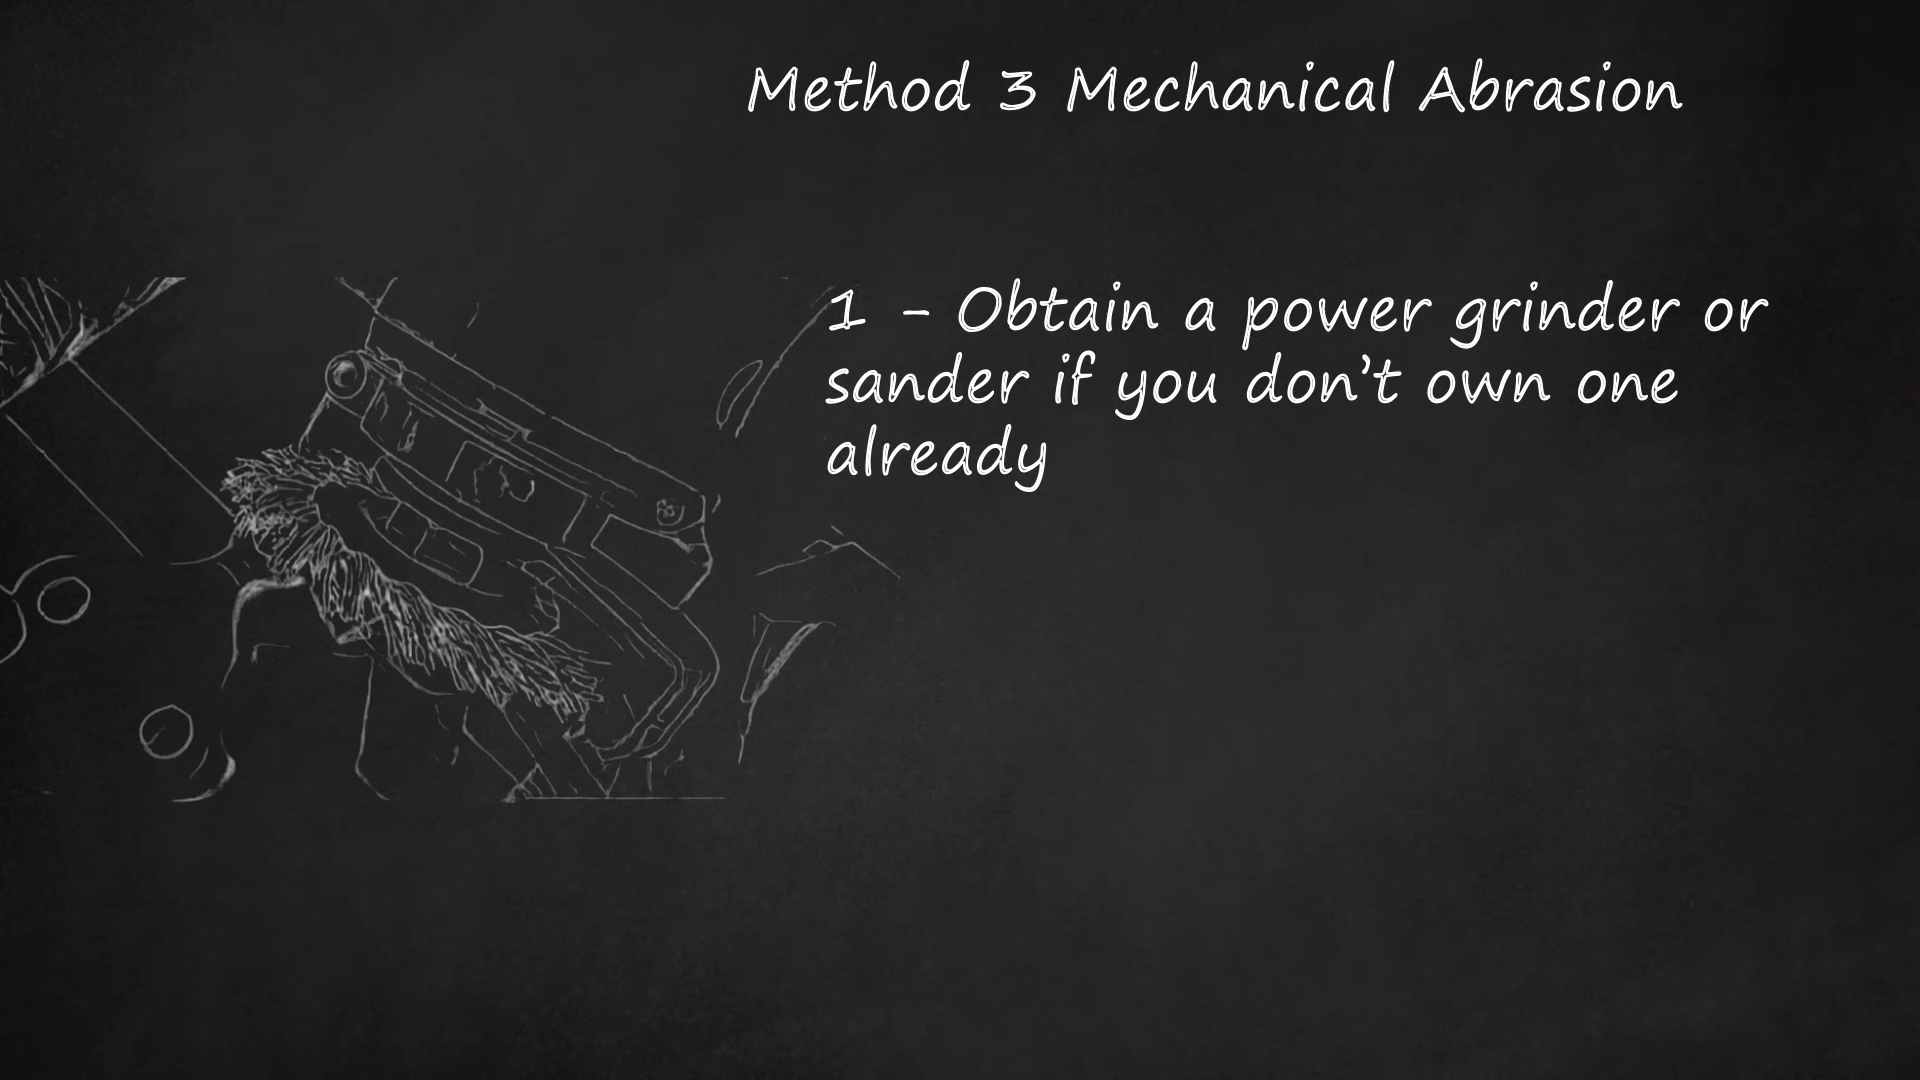 Method 3 Mechanical Abrasion
1 - Obtain a power grinder or
sander if you don’t own one
already